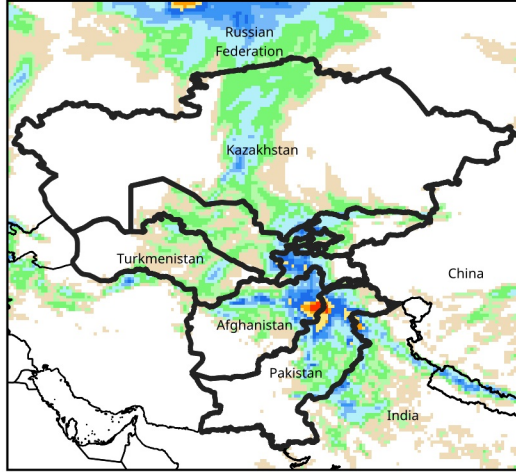 Russian
Federation
Kazakhstan
Turkmenistan
China
Afghanistan
Pakistan
India